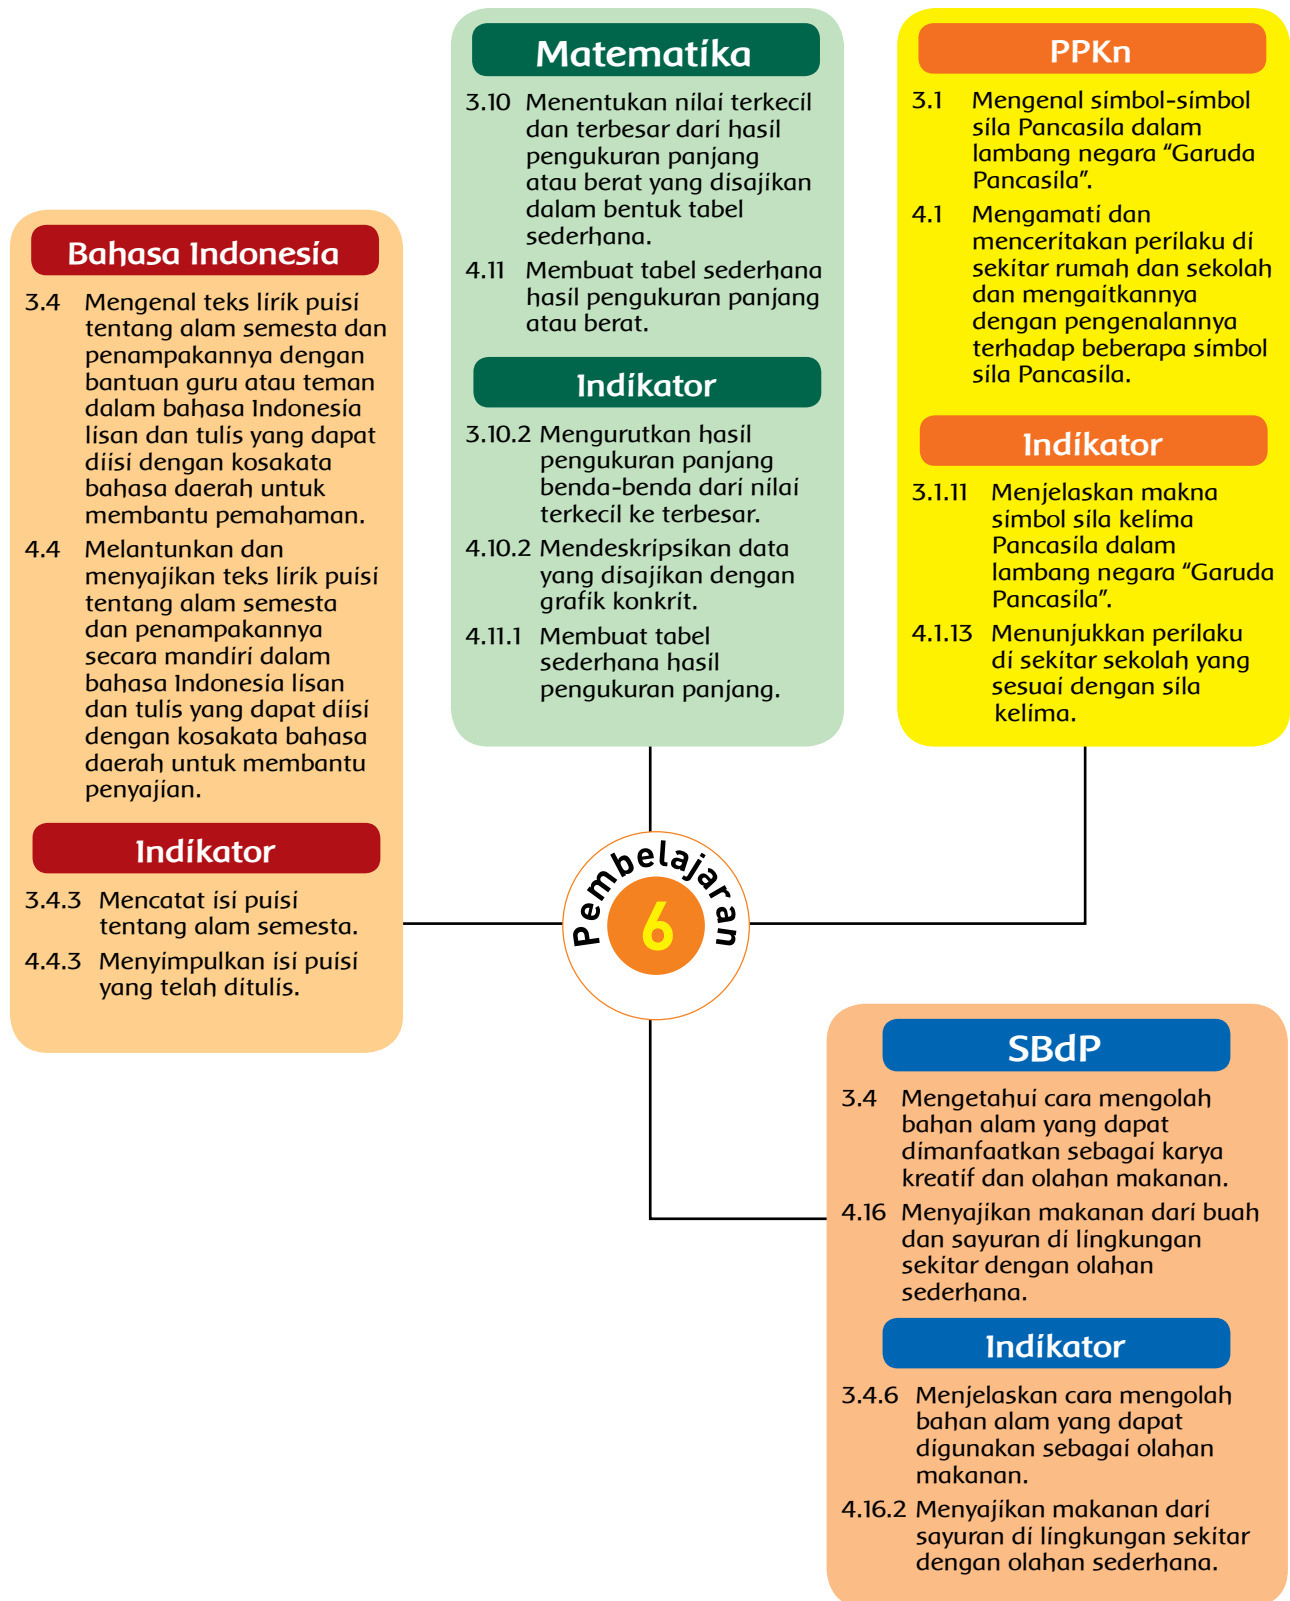 Matematika
3.10 Menentukan nilai terkecil
dan terbesar dari hasil
pengukuran panjang
atau berat yang disajikan
dalam bentuk tabel
sederhana.
4.11 Membuat tabel sederhana
hasil pengukuran panjang
atau berat.
Indikator
3.10.2 Mengurutkan hasil
pengukuran panjang
benda-benda dari nilai
terkecil ke terbesar.
4.10.2 Mendeskripsikan data
yang disajikan dengan
grafik konkrit.
4.11.1 Membuat tabel
sederhana hasil
pengukuran panjang.
PPKn
3.1 Mengenal simbol-simbol
sila Pancasila dalam
lambang negara “Garuda
Pancasila”.
4.1 Mengamati dan
menceritakan perilaku di
sekitar rumah dan sekolah
dan mengaitkannya
dengan pengenalannya
terhadap beberapa simbol
sila Pancasila.
Indikator
3.1.11 Menjelaskan makna
simbol sila kelima
Pancasila dalam
lambang negara “Garuda
Pancasila”.
4.1.13 Menunjukkan perilaku
di sekitar sekolah yang
sesuai dengan sila
kelima.
Bahasa Indonesia
3.4 Mengenal teks lirik puisi
tentang alam semesta dan
penampakannya dengan
bantuan guru atau teman
dalam bahasa Indonesia
lisan dan tulis yang dapat
diisi dengan kosakata
bahasa daerah untuk
membantu pemahaman.
4.4 Melantunkan dan
menyajikan teks lirik puisi
tentang alam semesta
dan penampakannya
secara mandiri dalam
bahasa Indonesia lisan
dan tulis yang dapat diisi
dengan kosakata bahasa
daerah untuk membantu
penyajian.
Indikator
3.4.3 Mencatat isi puisi
tentang alam semesta.
4.4.3 Menyimpulkan isi puisi
yang telah ditulis.
Pembelajaran
6
SBdP
3.4 Mengetahui cara mengolah
bahan alam yang dapat
dimanfaatkan sebagai karya
kreatif dan olahan makanan.
4.16 Menyajikan makanan dari buah
dan sayuran di lingkungan
sekitar dengan olahan
sederhana.
Indikator
3.4.6 Menjelaskan cara mengolah
bahan alam yang dapat
digunakan sebagai olahan
makanan.
4.16.2 Menyajikan makanan dari
sayuran di lingkungan sekitar
dengan olahan sederhana.